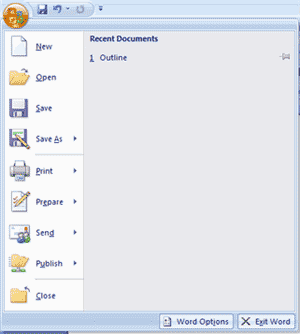 Recent Documents
1 Outline
New
Open
Save
Save As
Print
Prepare
Send
Publish
Close
Word Options
Exit Word